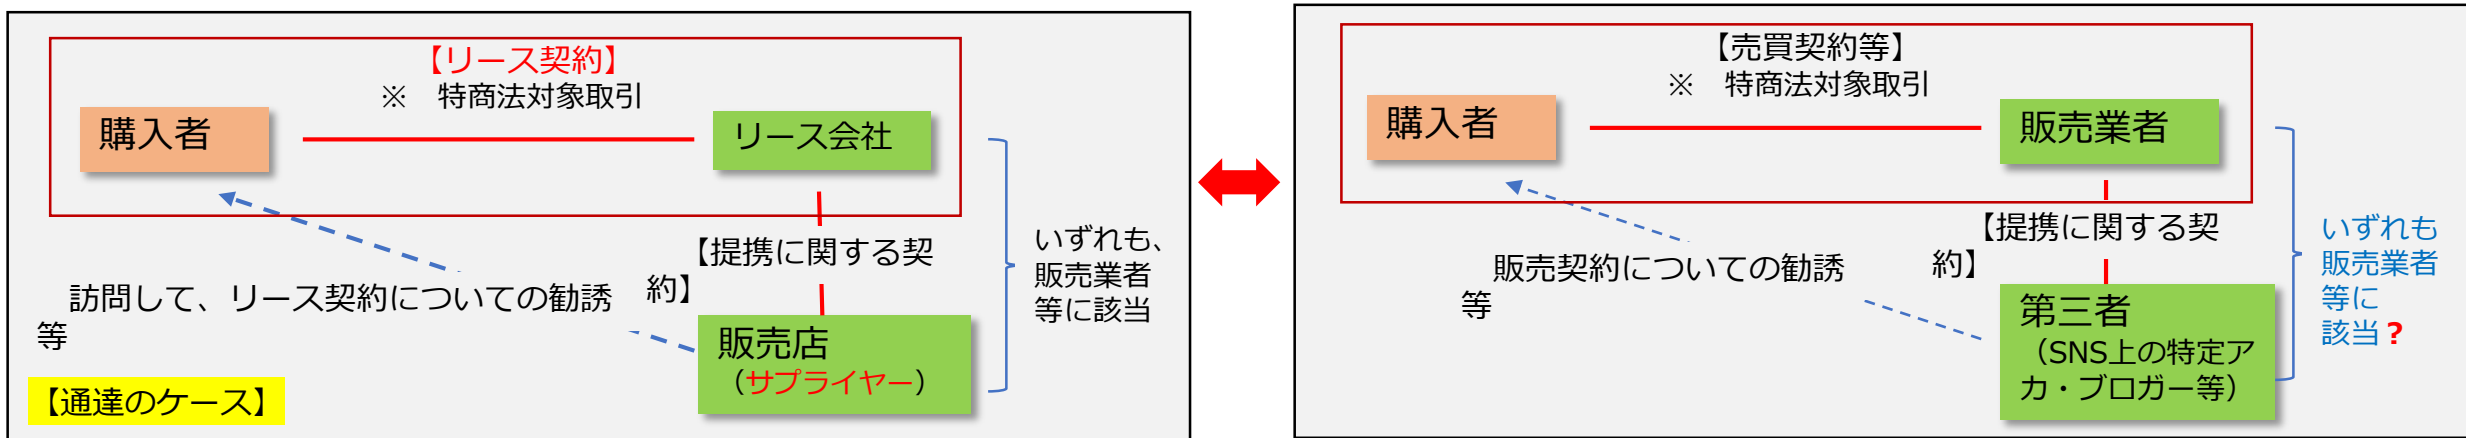 【リース契約】
※　特商法対象取引
購入者
リース会社
【提携に関する契
約】
訪問して、リース契約についての勧誘
等
販売店
（サプライヤー）
いずれも、
販売業者
等に該当
【通達のケース】
【売買契約等】
※　特商法対象取引
購入者
販売業者
【提携に関する契
約】
販売契約についての勧誘
等
第三者
（SNS上の特定ア
カ・ブロガー等）
いずれも
販売業者
等に
該当？